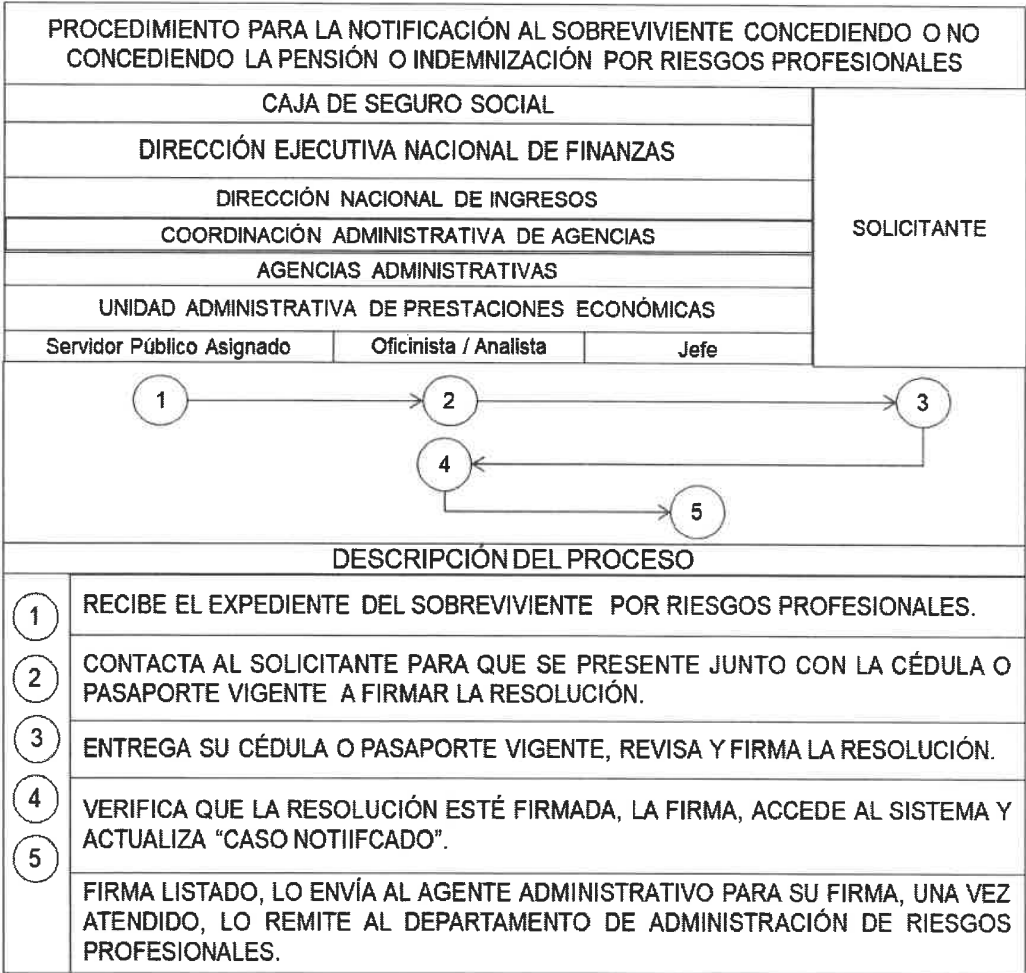 PROCEDIMIENTO PARA LA NOTIFICACIÓN AL SOBREVIVIENTE CONCEDIENDO O NO
CONCEDIENDO LA PENSIÓN O INDEMNIZACIÓN POR RIESGOS PROFESIONALES
CAJA DE SEGURO SOCIAL
DIRECCIÓN EJECUTIVA NACIONAL DE FINANZAS
DIRECCIÓN NACIONAL DE INGRESOS
COORDINACIÓN ADMINISTRATIVA DE AGENCIAS
AGENCIAS ADMINISTRATIVAS
UNIDAD ADMINISTRATIVA DE PRESTACIONES ECONÓMICAS
Servidor Público Asignado
Oficinista / Analista
Jefe
SOLICITANTE
1
2
3
4
5
DESCRIPCIÓN DEL PROCESO
1
RECIBE EL EXPEDIENTE DEL SOBREVIVIENTE POR RIESGOS PROFESIONALES.
2
CONTACTA AL SOLICITANTE PARA QUE SE PRESENTE JUNTO CON LA CÉDULA O
PASAPORTE VIGENTE A FIRMAR LA RESOLUCIÓN.
3
ENTREGA SU CÉDULA O PASAPORTE VIGENTE, REVISA Y FIRMA LA RESOLUCIÓN.
4
VERIFICA QUE LA RESOLUCIÓN ESTÉ FIRMADA, LA FIRMA, ACCEDE AL SISTEMA Y
ACTUALIZA “CASO NOTIIFCADO”.
5
FIRMA LISTADO, LO ENVÍA AL AGENTE ADMINISTRATIVO PARA SU FIRMA, UNA VEZ
ATENDIDO, LO REMITE AL DEPARTAMENTO DE ADMINISTRACIÓN DE RIESGOS
PROFESIONALES.